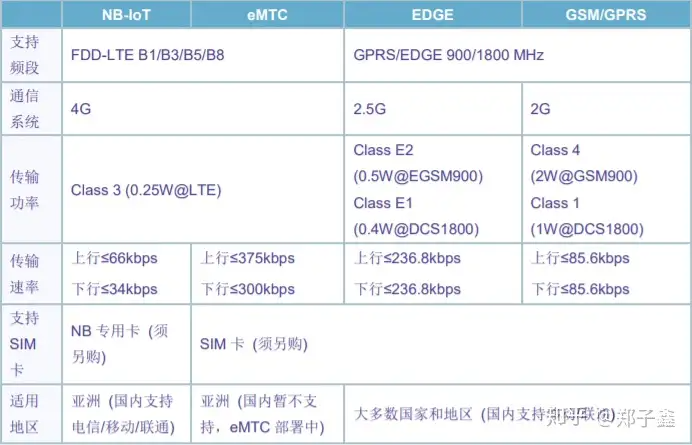 NB-IoT eMTC EDGE GSM/GPRS
支持
频段
FDD-LTE B1/B3/B5/B8
GPRS/EDGE 900/1800 MHz
通信
系统
4G
2.5G
2G
传输
功率
Class 3 (0.25W@LTE)
Class E2
(0.5W@EGSM900)
Class E1
(0.4W@DCS1800)
Class 4
(2W@GSM900)
Class 1
(1W@DCS1800)
传输
速率
上行≤66kbps
下行≤34kbps
上行≤375kbps
下行≤300kbps
上行≤236.8kbps
下行≤236.8kbps
上行≤85.6kbps
下行≤85.6kbps
支持
SIM
卡
NB 专用卡 (须
另购)
SIM 卡 (须另购)
适用
地区
亚洲 (国内支持
电信/移动/联通)
亚洲 (国内暂不支
持，eMTC 部署中)
大多数国家和地区 (国内支持
联通)
知乎 @郑子鑫